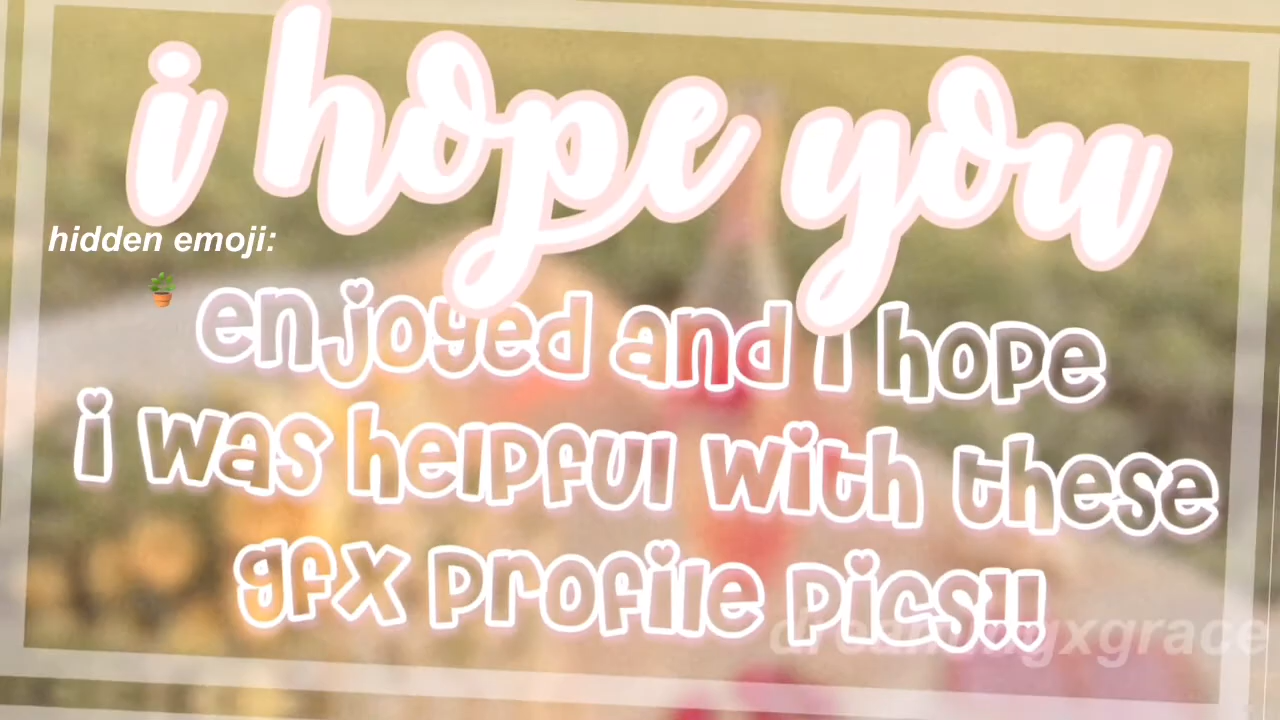 i hope you
hidden emoji:
🪴
enjoyed and i hope
i was helpful with these
gfx profile pics!!